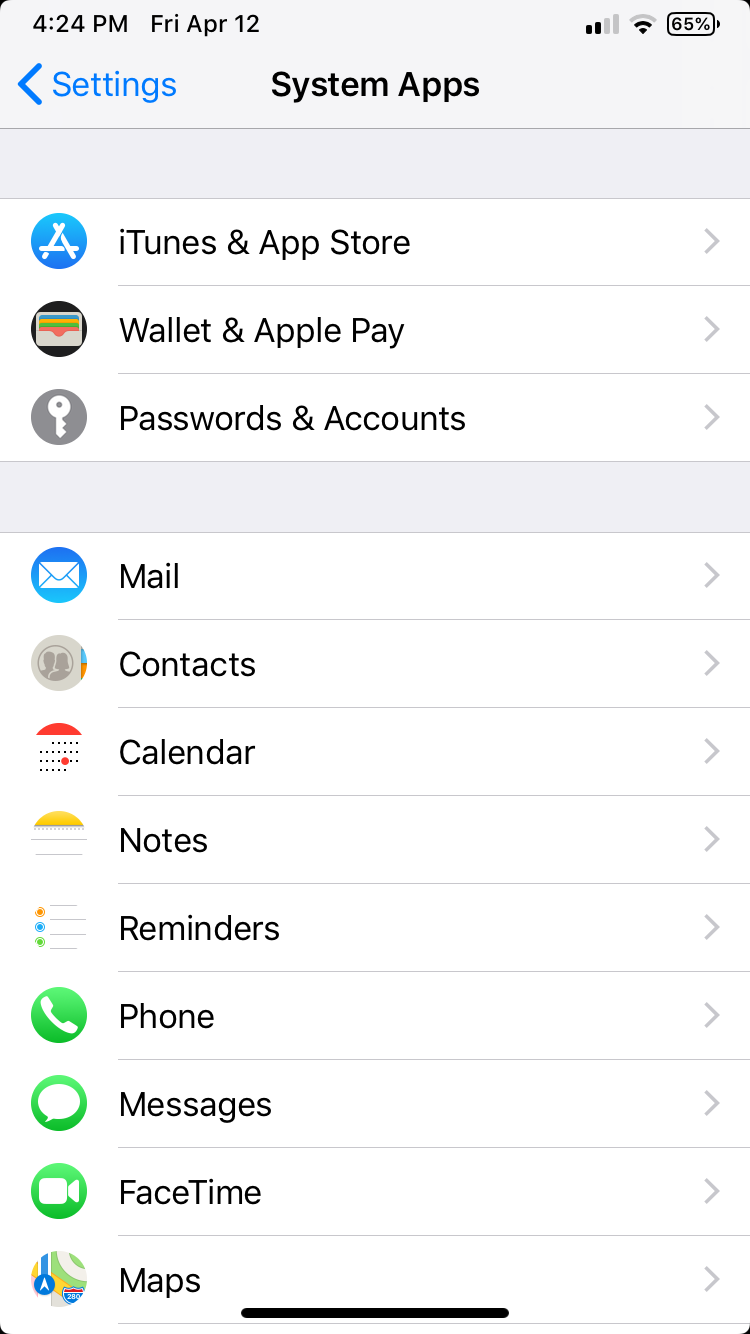 4:24 PM Fri Apr 12 65%
Settings System Apps
iTunes & App Store
Wallet & Apple Pay
Passwords & Accounts
Mail
Contacts
Calendar
Notes
Reminders
Phone
Messages
FaceTime
Maps
280